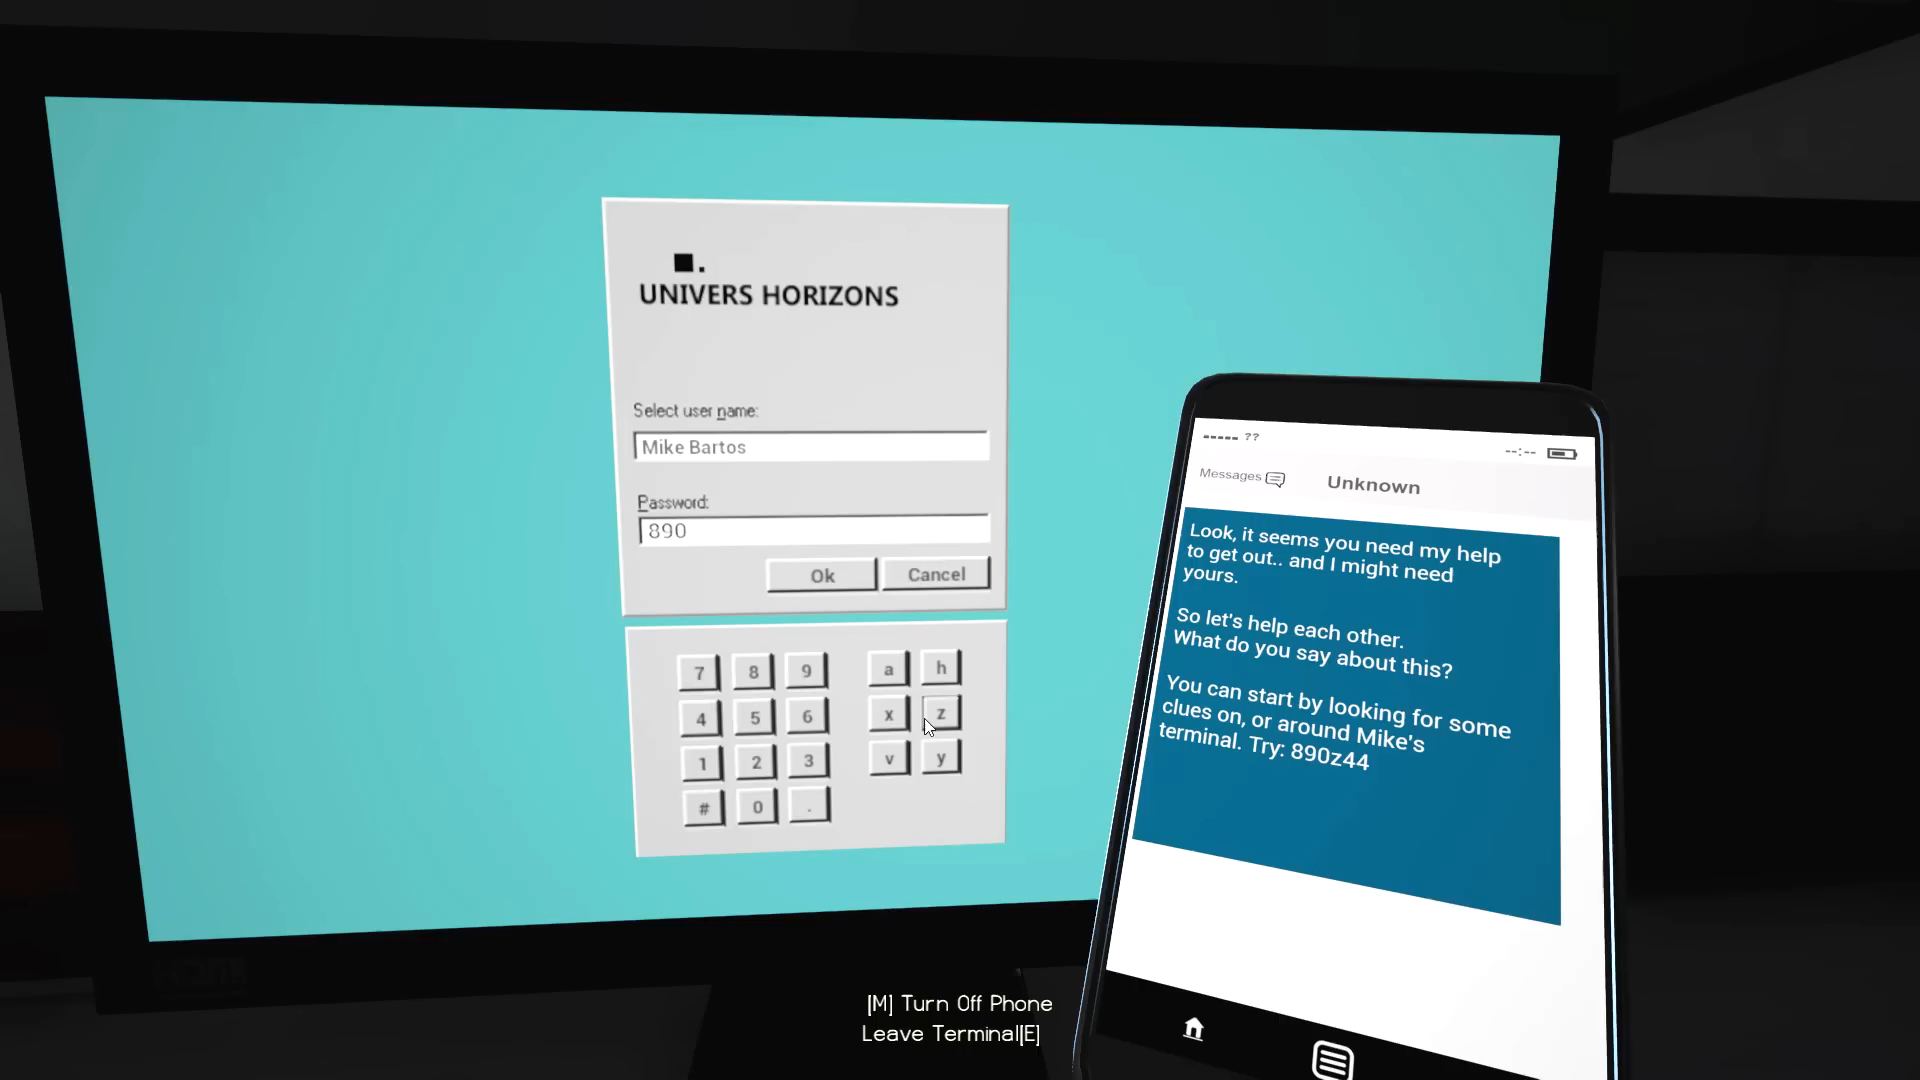 UNIVERS HORIZONS
Select user name:
Mike Bartos
Password:
890
Ok
Cancel
7 8 9 a h
4 5 6 x z
1 2 3 v y
# 0 .
----- ??
--:--
Messages
Unknown
Look, it seems you need my help
to get out.. and I might need
yours.
So let's help each other.
What do you say about this?
You can start by looking for some
clues on, or around Mike's
terminal. Try: 890z44
HDMI
[M] Turn Off Phone
Leave Terminal[E]